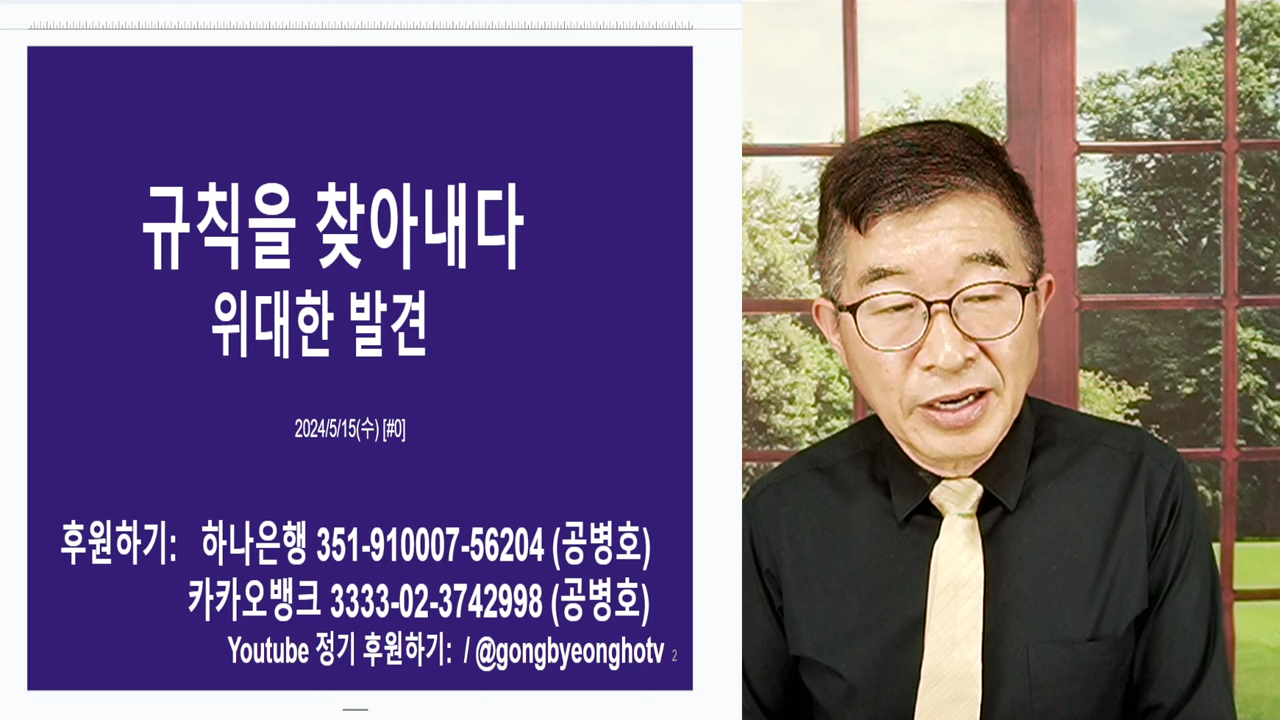 규칙을 찾아내다
위대한 발견
2024/5/15(수) [#0]
후원하기: 하나은행 351-910007-56204 (공병호)
카카오뱅크 3333-02-3742998 (공병호)
Youtube 정기 후원하기: / @gongbyeonghotv
2